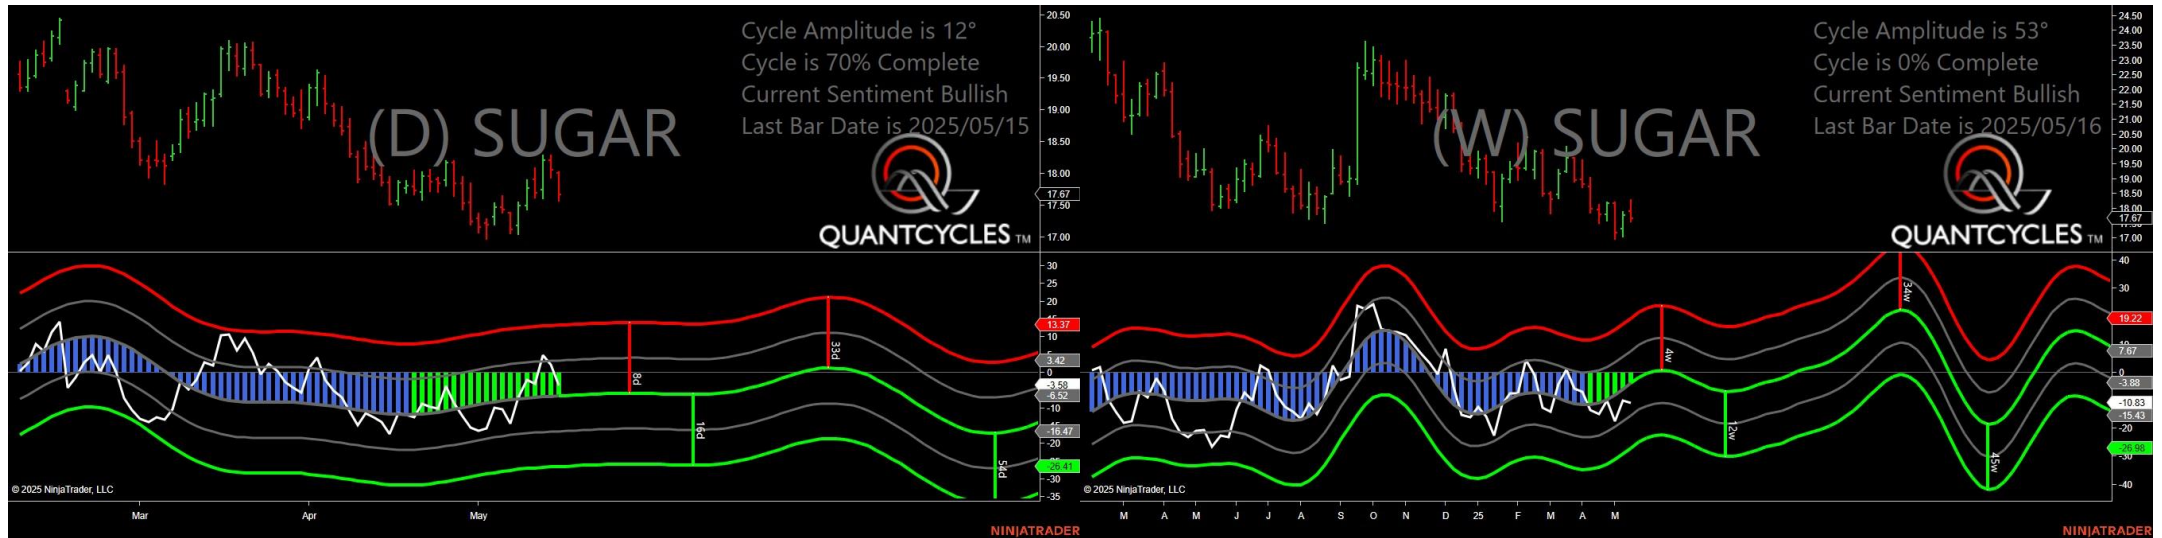 Cycle Amplitude is 12°
Cycle is 70% Complete
Current Sentiment Bullish
Last Bar Date is 2025/05/15
(D) SUGAR
QUANTCYCLES TM
20.50
20.00
19.50
19.00
18.50
18.00
17.67
17.50
17.00
30
25
20
15
13.37
10
3.42
0
-3.58
-6.52
-10
-16.47
-20
-26.41
-30
-35
8d
16d
33d
54d
© 2025 NinjaTrader, LLC
Mar
Apr
May
NINJATRADER
Cycle Amplitude is 53°
Cycle is 0% Complete
Current Sentiment Bullish
Last Bar Date is 2025/05/16
(W) SUGAR
QUANTCYCLES TM
24.50
24.00
23.50
23.00
22.50
22.00
21.50
21.00
20.50
20.00
19.50
19.00
18.50
18.00
17.67
17.00
40
30
19.22
7.67
0
-3.88
-10.83
-15.43
-20
-26.98
-30
-40
4w
12w
34w
45w
© 2025 NinjaTrader, LLC
M
A
M
J
J
A
S
O
N
D
25
F
M
A
M
NINJATRADER